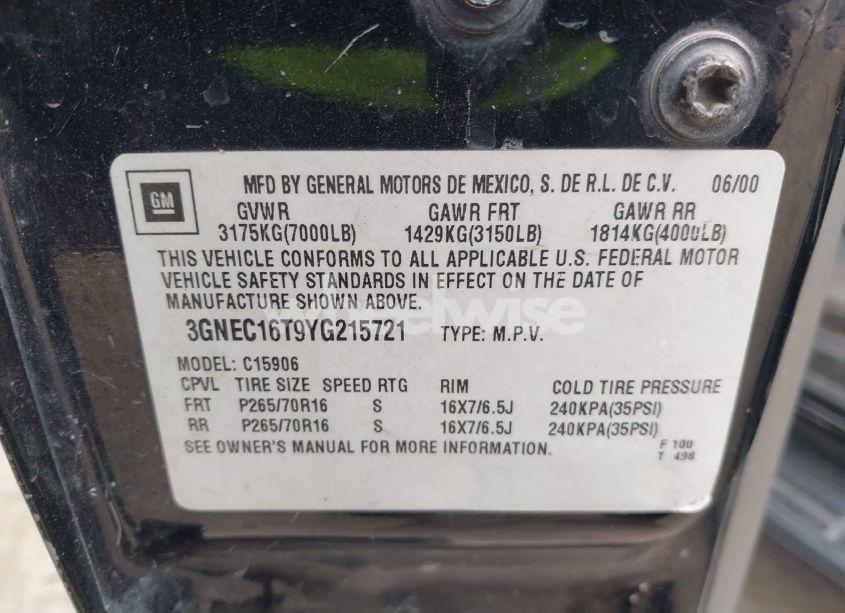 GM
MFD BY GENERAL MOTORS DE MEXICO, S. DE R.L. DE C.V. 06/00
GVWR GAWR FRT GAWR RR
3175KG(7000LB) 1429KG(3150LB) 1814KG(4000LB)
THIS VEHICLE CONFORMS TO ALL APPLICABLE U.S. FEDERAL MOTOR
VEHICLE SAFETY STANDARDS IN EFFECT ON THE DATE OF
MANUFACTURE SHOWN ABOVE.
3GNEC16T9YG215721 TYPE: M.P.V.
MODEL: C15906
CPVL TIRE SIZE SPEED RTG RIM COLD TIRE PRESSURE
FRT P265/70R16 S 16X7/6.5J 240KPA(35PSI)
RR P265/70R16 S 16X7/6.5J 240KPA(35PSI)
SEE OWNER'S MANUAL FOR MORE INFORMATION. F 100
T 498